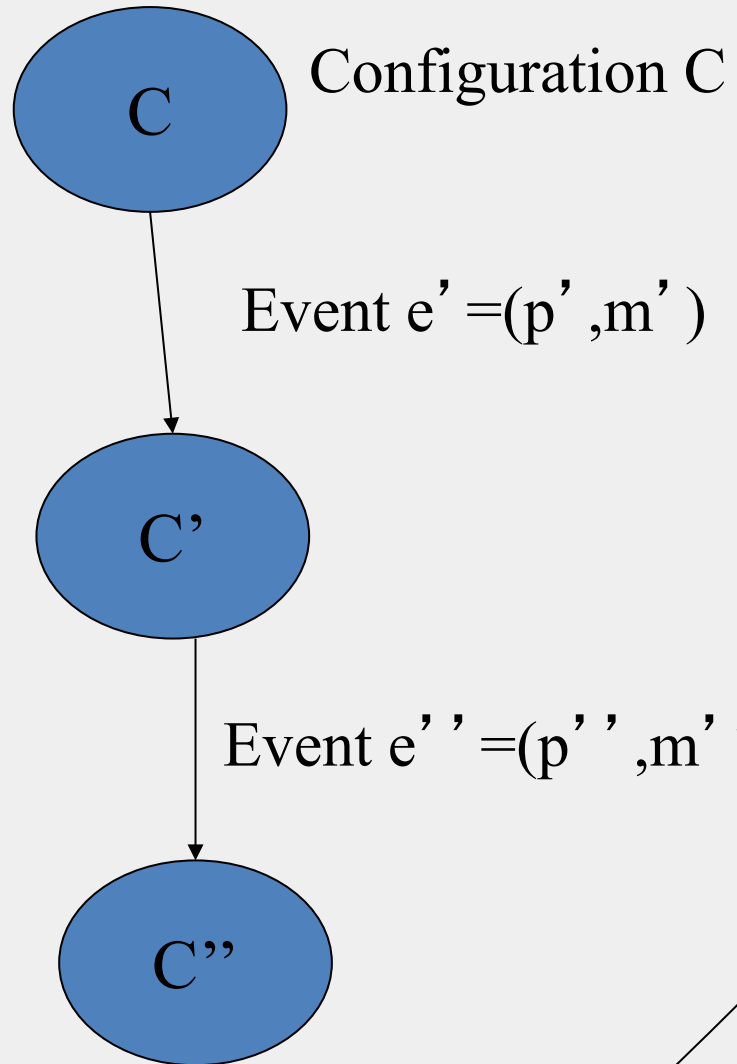 C
Configuration C
Event e’=(p’,m’)
C’
Event e’’=(p’’,m’
C’’